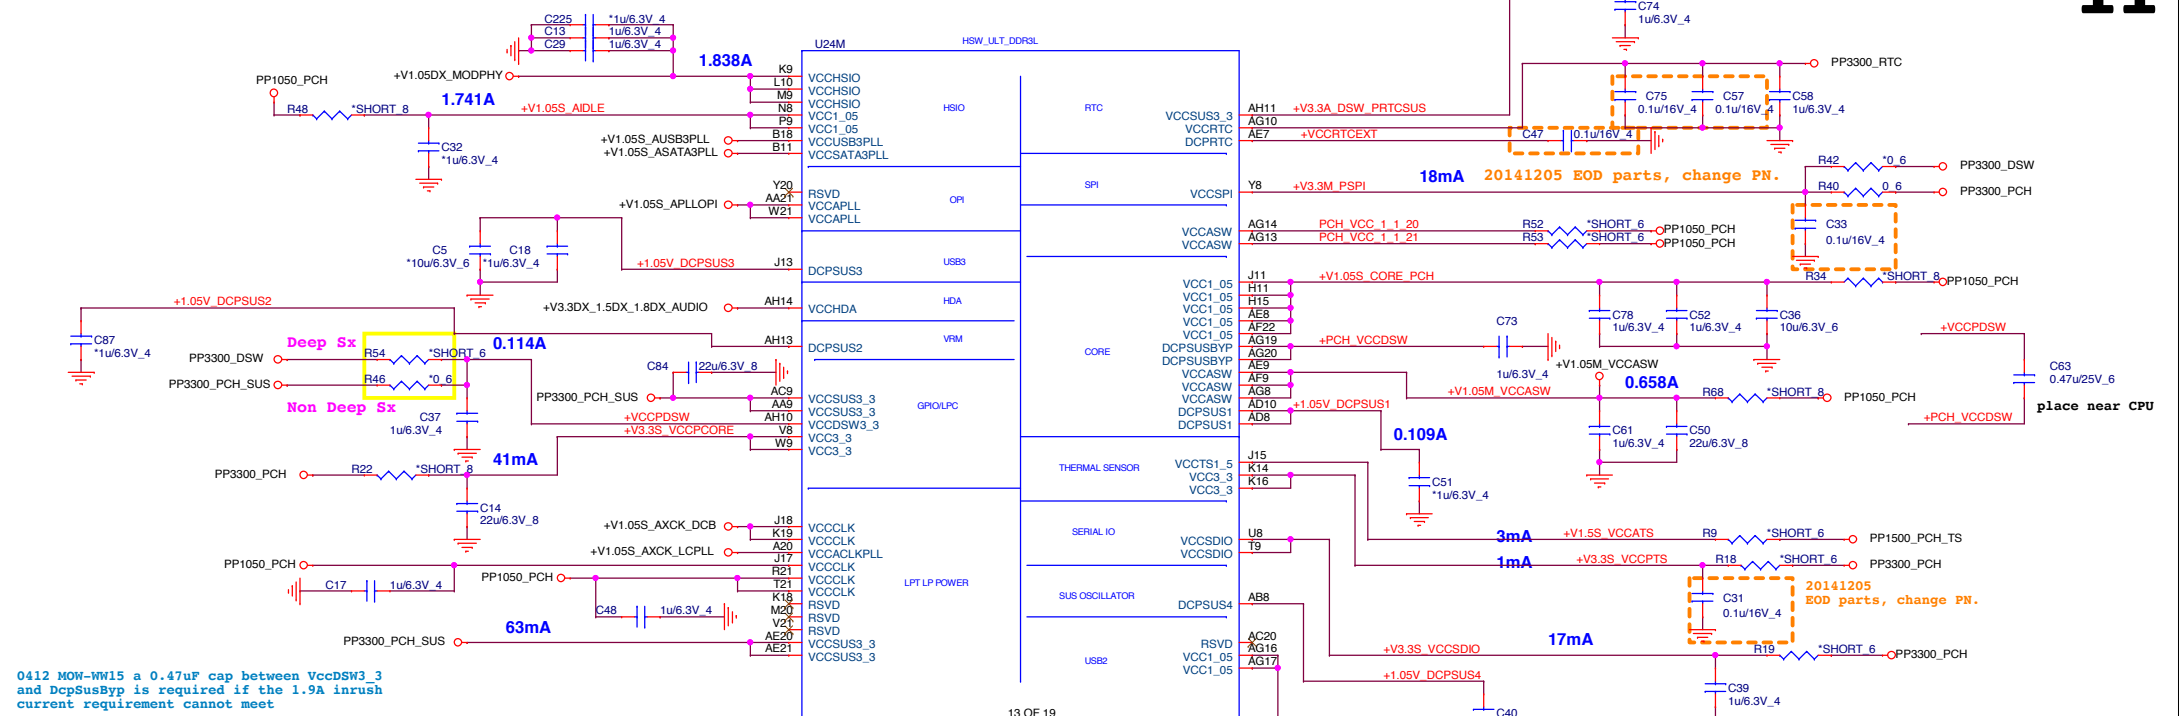 11
C225 *1u/6.3V_4
C13 1u/6.3V_4
C29 1u/6.3V_4
C74
1u/6.3V_4
U24M
HSW_ULT_DDR3L
1.838A
+V1.05DX_MODPHY
PP1050_PCH
1.741A
R48 *SHORT_8
+V1.05S_AIDLE
C32
*1u/6.3V_4
+V1.05S_AUSB3PLL
+V1.05S_ASATA3PLL
K9 VCCHSIO
L10 VCCHSIO
M9 VCCHSIO
N8 VCC1_05
P9 VCC1_05
B18 VCCUSB3PLL
B11 VCCSATA3PLL
HSIO
RTC
VCCSUS3_3 AH11 +V3.3A_DSW_PRTCSUS
VCCRTC AG10
DCPRTC AE7 +VCCRTCEXT
PP3300_RTC
C75
0.1u/16V_4
C57
0.1u/16V_4
C58
1u/6.3V_4
C47 0.1u/16V_4
20141205 EOD parts, change PN.
Y20 RSVD
+V1.05S_APLLOPI
AA21 VCCAPLL
W21 VCCAPLL
OPI
SPI
VCCSPI Y8 +V3.3M_PSPI
18mA
R42 *0_6 PP3300_DSW
R40 0_6 PP3300_PCH
C33
0.1u/16V_4
VCCASW AG14 PCH_VCC_1_1_20 R52 *SHORT_6 PP1050_PCH
VCCASW AG13 PCH_VCC_1_1_21 R53 *SHORT_6 PP1050_PCH
C5
*10u/6.3V_6
C18
*1u/6.3V_4
+1.05V_DCPSUS3
J13 DCPSUS3
USB3
+V3.3DX_1.5DX_1.8DX_AUDIO
AH14 VCCHDA
HDA
+1.05V_DCPSUS2
C87
*1u/6.3V_4
AH13 DCPSUS2
VRM
CORE
VCC1_05 J11 +V1.05S_CORE_PCH
VCC1_05 H11
VCC1_05 H15
VCC1_05 AE8
VCC1_05 AF22
DCPSUSBYP AG19 +PCH_VCCDSW
DCPSUSBYP AG20
VCCASW AE9
VCCASW AF9
VCCASW AG8
DCPSUS1 AD10 +1.05V_DCPSUS1
DCPSUS1 AD8
R34 *SHORT_8 PP1050_PCH
C78
1u/6.3V_4
C52
1u/6.3V_4
C36
10u/6.3V_6
C73
1u/6.3V_4
+V1.05M_VCCASW
+V1.05M_VCCASW
0.658A
R68 *SHORT_8 PP1050_PCH
C61
1u/6.3V_4
C50
22u/6.3V_8
0.109A
C51
*1u/6.3V_4
+VCCPDSW
C63
0.47u/25V_6
place near CPU
+PCH_VCCDSW
Deep Sx
PP3300_DSW R54 *SHORT_6
0.114A
PP3300_PCH_SUS R46 *0_6
Non Deep Sx
C37
1u/6.3V_4
C84 22u/6.3V_8
PP3300_PCH_SUS
+VCCPDSW
+V3.3S_VCCPCORE
AC9 VCCSUS3_3
AA9 VCCSUS3_3
AH10 VCCDSW3_3
V8 VCC3_3
W9 VCC3_3
GPIO/LPC
PP3300_PCH R22 *SHORT_8
41mA
C14
22u/6.3V_8
THERMAL SENSOR
VCCTS1_5 J15
VCC3_3 K14
VCC3_3 K16
3mA +V1.5S_VCCATS R9 *SHORT_6 PP1500_PCH_TS
1mA +V3.3S_VCCPTS R18 *SHORT_6 PP3300_PCH
C31
0.1u/16V_4
20141205
EOD parts, change PN.
SERIAL IO
VCCSDIO U8
VCCSDIO T9
17mA
+V3.3S_VCCSDIO R19 *SHORT_6 PP3300_PCH
C39
1u/6.3V_4
+V1.05S_AXCK_DCB
+V1.05S_AXCK_LCPLL
PP1050_PCH
C17 1u/6.3V_4
PP1050_PCH
C48 1u/6.3V_4
J18 VCCCLK
K19 VCCCLK
A20 VCCACLKPLL
J17 VCCCLK
R21 VCCCLK
T21 VCCCLK
K18 RSVD
M20 RSVD
V21 RSVD
AE20 VCCSUS3_3
AE21 VCCSUS3_3
LPT LP POWER
SUS OSCILLATOR
DCPSUS4 AB8
+1.05V_DCPSUS4
C40
USB2
RSVD AC20
VCC1_05 AG16
VCC1_05 AG17
PP3300_PCH_SUS
63mA
13 OF 19
0412 MOW-WW15 a 0.47uF cap between VccDSW3_3
and DcpSusByp is required if the 1.9A inrush
current requirement cannot meet